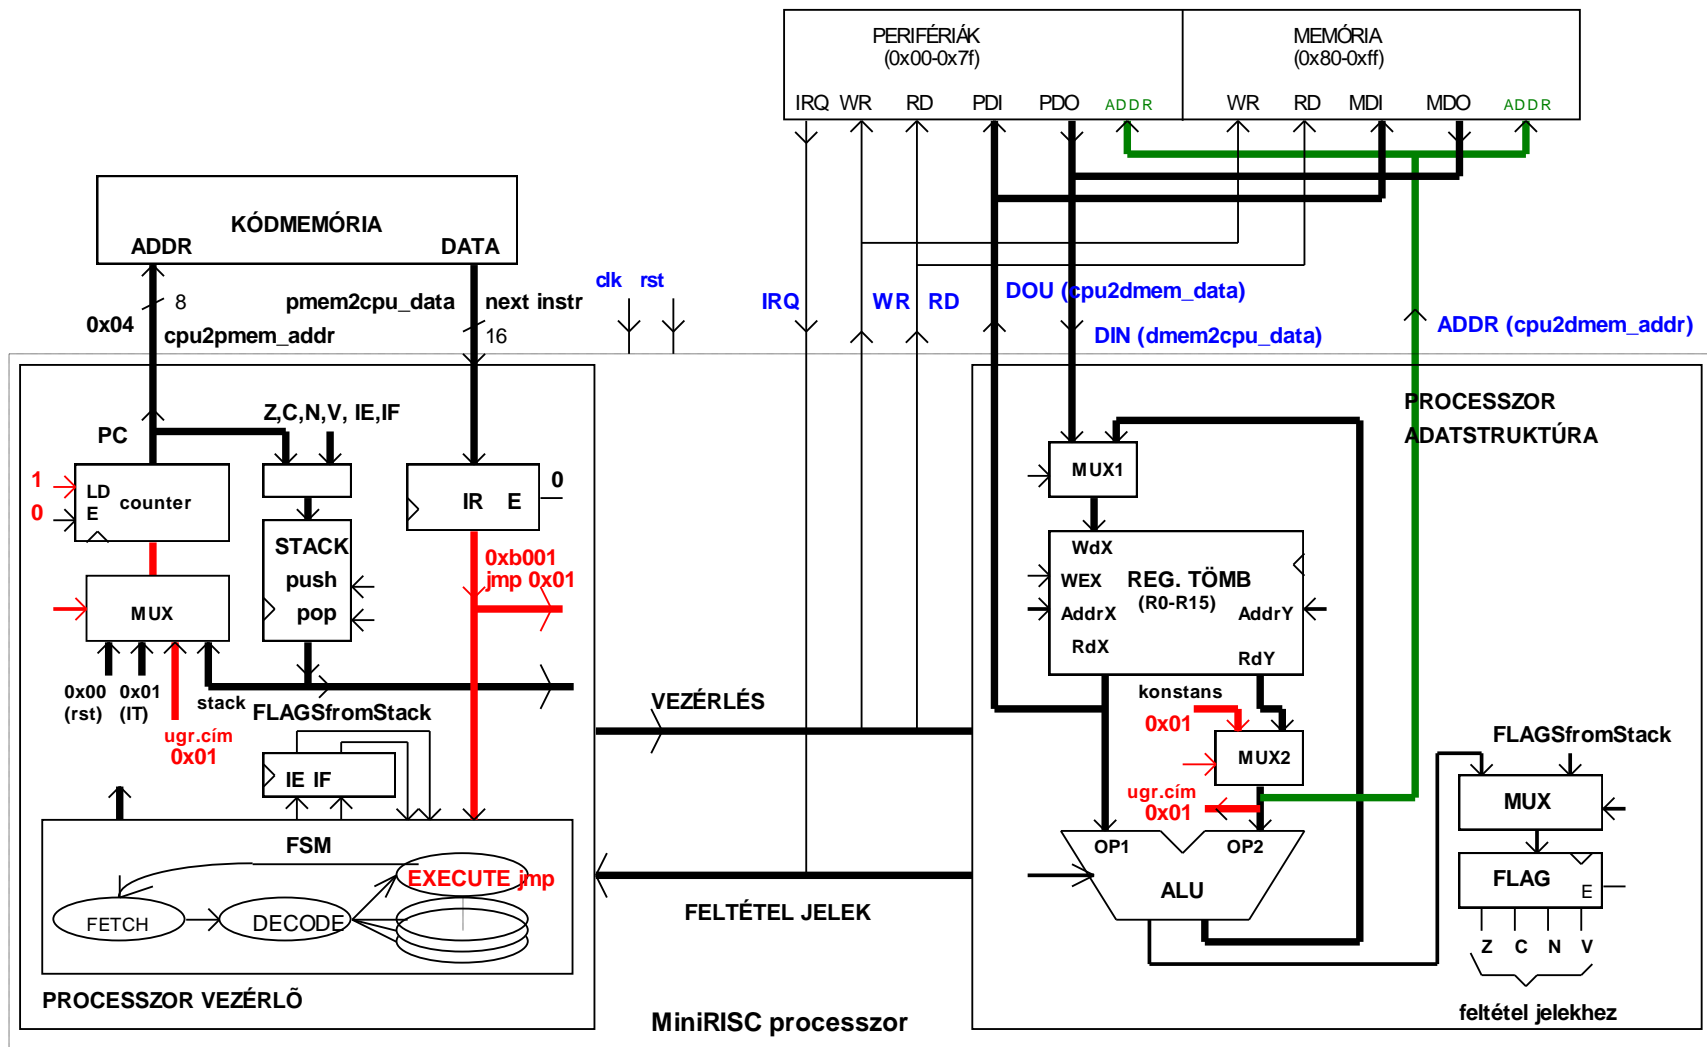 PERIFÉRIÁK
(0x00-0x7f)
MEMÓRIA
(0x80-0xff)
IRQ WR RD PDI PDO ADDR
WR RD MDI MDO ADDR
KÓDMEMÓRIA
ADDR DATA
8
0x04
cpu2pmem_addr
pmem2cpu_data
next instr
16
clk rst
IRQ
WR RD
DOU (cpu2dmem_data)
DIN (dmem2cpu_data)
ADDR (cpu2dmem_addr)
PC
Z,C,N,V, IE,IF
1
0
LD
E
counter
IR E
0
STACK
push
pop
0xb001
jmp 0x01
MUX
0x00
(rst)
0x01
(IT)
ugr.cím
0x01
stack
FLAGSfromStack
IE IF
FSM
FETCH
DECODE
EXECUTE jmp
PROCESSZOR VEZÉRLÕ
VEZÉRLÉS
FELTÉTEL JELEK
MiniRISC processzor
PROCESSZOR
ADATSTRUKTÚRA
MUX1
WdX
WEX
REG. TÖMB
(R0-R15)
AddrX
AddrY
RdX
RdY
konstans
0x01
MUX2
ugr.cím
0x01
OP1 OP2
ALU
FLAGSfromStack
MUX
FLAG
E
Z C N V
feltétel jelekhez